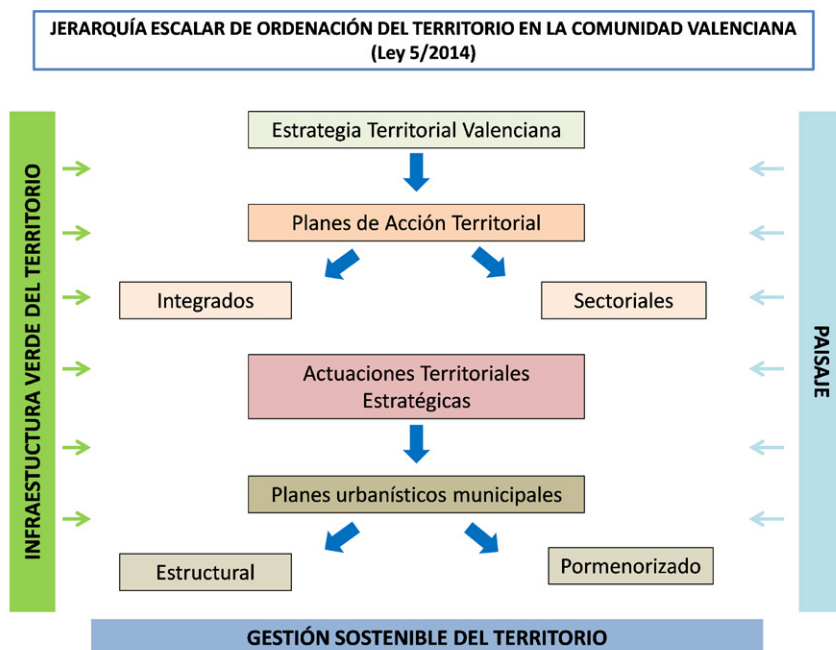 JERARQUÍA ESCALAR DE ORDENACIÓN DEL TERRITORIO EN LA COMUNIDAD VALENCIANA
(Ley 5/2014)
INFRAESTUCTURA VERDE DEL TERRITORIO
Estrategia Territorial Valenciana
Planes de Acción Territorial
Integrados
Sectoriales
Actuaciones Territoriales
Estratégicas
Planes urbanísticos municipales
Estructural
Pormenorizado
PAISAJE
GESTIÓN SOSTENIBLE DEL TERRITORIO